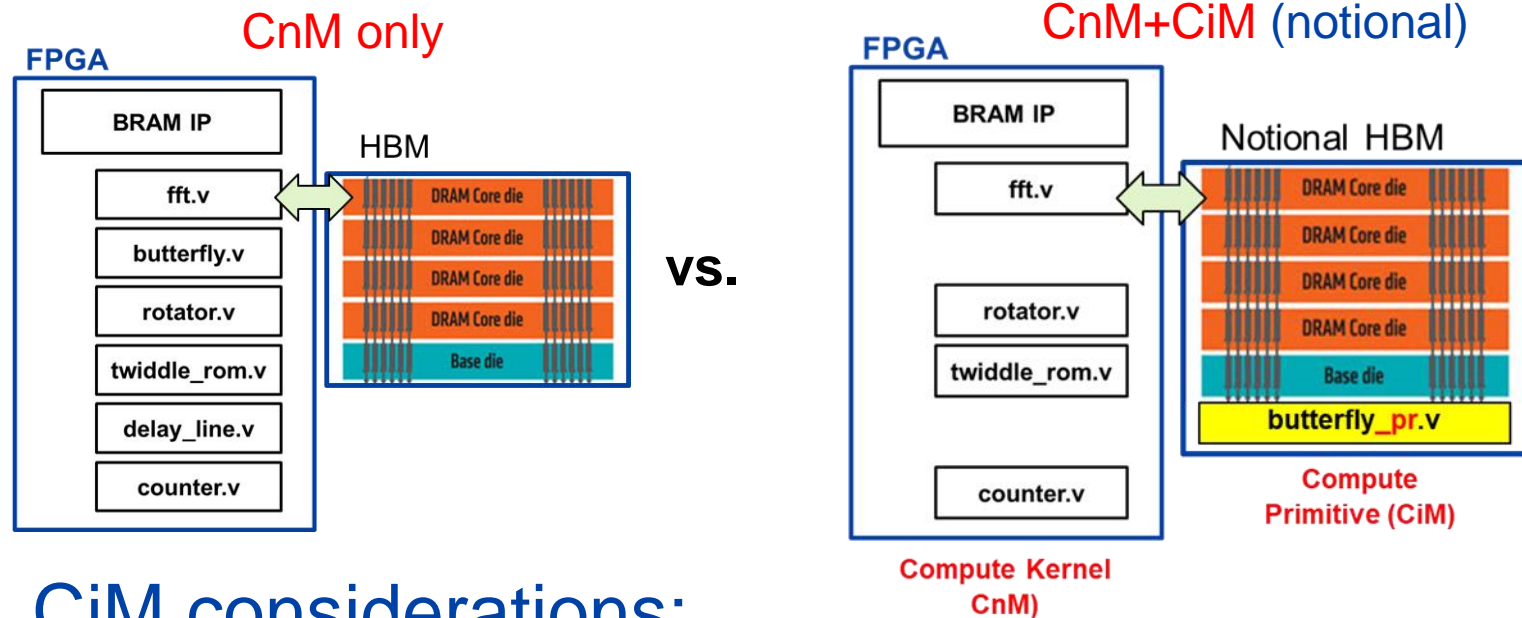 CnM only
FPGA
BRAM IP
fft.v
butterfly.v
rotator.v
twiddle_rom.v
delay_line.v
counter.v
HBM
DRAM Core die
DRAM Core die
DRAM Core die
DRAM Core die
Base die
vs.
CnM+CiM (notional)
FPGA
BRAM IP
fft.v
rotator.v
twiddle_rom.v
counter.v
Notional HBM
DRAM Core die
DRAM Core die
DRAM Core die
DRAM Core die
Base die
butterfly_pr.v
Compute
Primitive (CiM)
Compute Kernel
CnM)
CiM considerations: